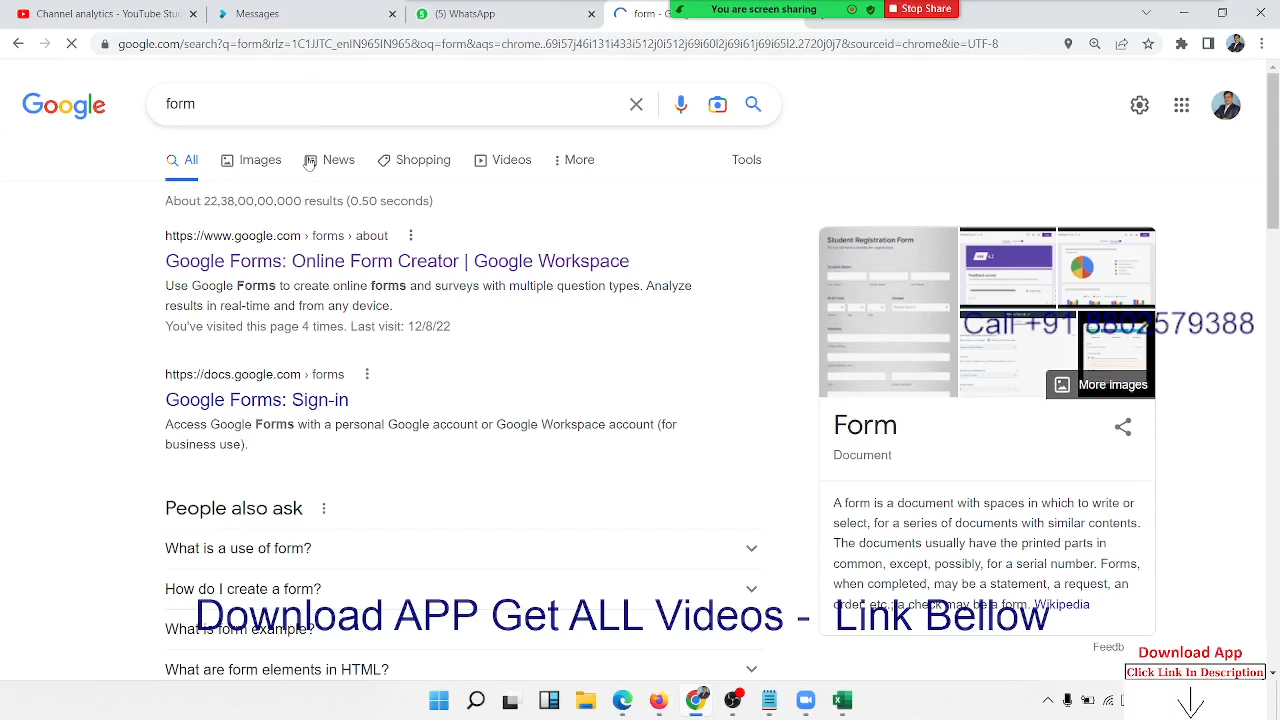 Channel content - YouTube Studi
Messages
(5) WhatsApp
form - G
You are screen sharing
Stop Share
google.com/search?q=form&rlz=1C1JJTC_enIN965IN965&oq=form&aqs=chrome..69i57j46i131i433i512j0i512j69i60l2j69i61j69i65l2.2720j0j7&sourceid=chrome&ie=UTF-8
Google
form
All
Images
News
Shopping
Videos
More
Tools
About 22,38,00,00,000 results (0.50 seconds)
https://www.google.com › forms › about
Google Forms: Online Form Creator | Google Workspace
Use Google Forms to create online forms and surveys with multiple question types. Analyze
results in real-time and from any device.
You've visited this page 4 times. Last visit: 12/8/22
https://docs.google.com › forms
Google Forms: Sign-in
Access Google Forms with a personal Google account or Google Workspace account (for
business use).
People also ask
What is a use of form?
How do I create a form?
What is form example?
What are form elements in HTML?
Student Registration Form
Call +91 8802579388
More images
Form
Document
A form is a document with spaces in which to write or
select, for a series of documents with similar contents.
The documents usually have the printed parts in
common, except, possibly, for a serial number. Forms,
when completed, may be a statement, a request, an
order, etc.; a check may be a form. Wikipedia
Download APP Get ALL Videos - Link Bellow
Feedb
Download App
Click Link In Description